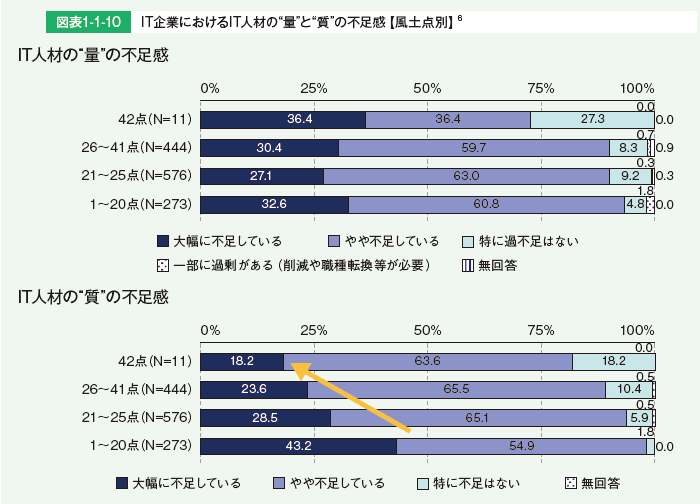 図表1-1-10 IT企業におけるIT人材の“量”と“質”の不足感【風土点別】6
IT人材の“量”の不足感
0% 25% 50% 75% 100%
0.0
42点(N=11) 36.4 36.4 27.3 0.0
0.7
26〜41点(N=444) 30.4 59.7 8.3 0.9
0.3
21〜25点(N=576) 27.1 63.0 9.2 0.3
1.8
1〜20点(N=273) 32.6 60.8 4.8 0.0
大幅に不足している やや不足している 特に過不足はない
一部に過剰がある（削減や職種転換等が必要） 無回答
IT人材の“質”の不足感
0% 25% 50% 75% 100%
0.0
42点(N=11) 18.2 63.6 18.2
0.5
26〜41点(N=444) 23.6 65.5 10.4
0.5
21〜25点(N=576) 28.5 65.1 5.9
1.8
1〜20点(N=273) 43.2 54.9 0.0
大幅に不足している やや不足している 特に不足はない 無回答